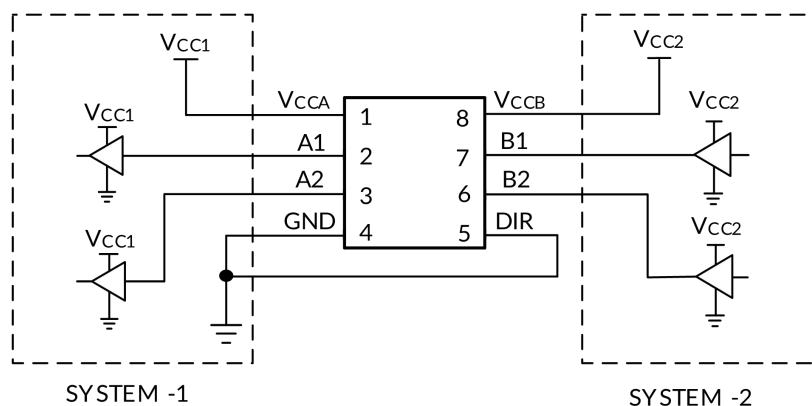 VCC1
VCC2
VCCA
VCCB
VCC1
VCC2
1
8
A1
B1
2
7
A2
B2
3
6
GND
DIR
4
5
VCC1
VCC2
SYSTEM -1
SYSTEM -2